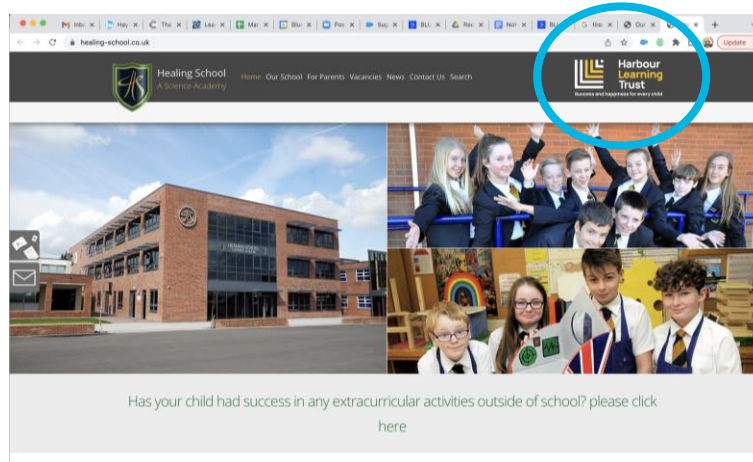 healing-school.co.uk
Update
Healing School
A Science Academy
Home Our School For Parents Vacancies News Contact Us Search
Harbour
Learning
Trust
Success and happiness for every child
HEALING SCHOOL
Has your child had success in any extracurricular activities outside of school? please click
here